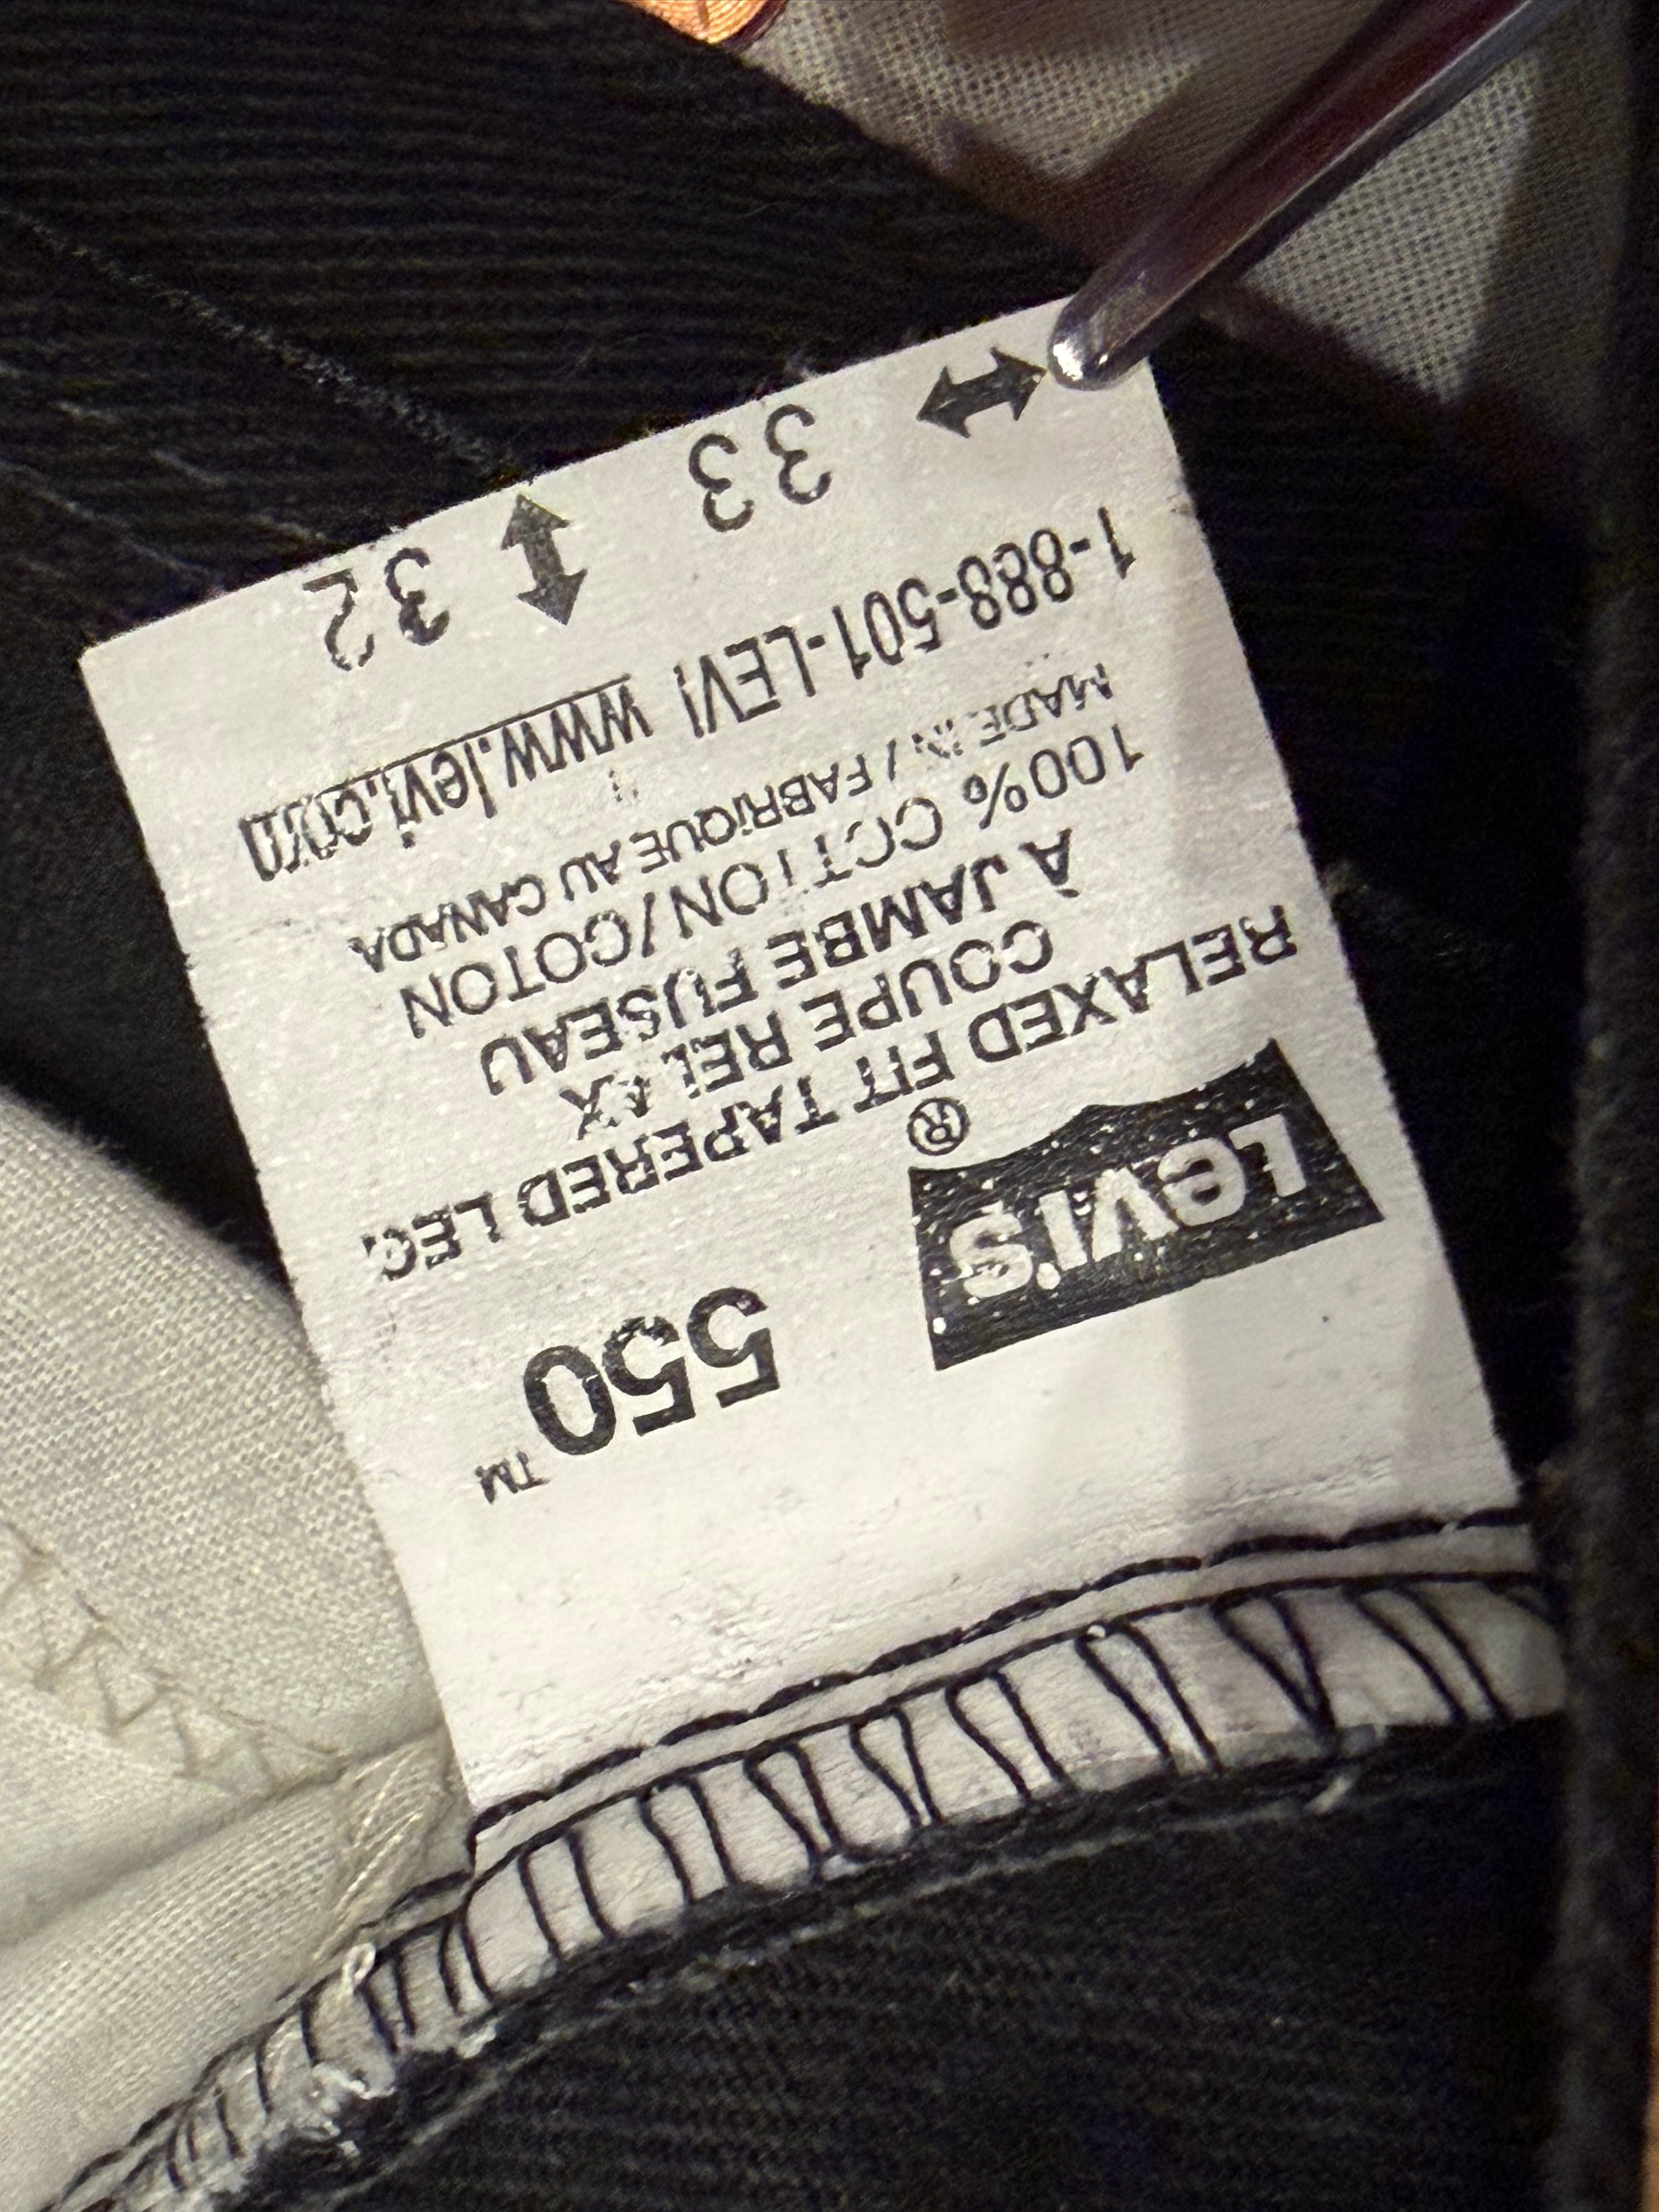 Levi's® 550™
RELAXED FIT TAPERED LEG
COUPE RELAX
À JAMBE FUSEAU
100% COTTON/COTON
MADE IN / FABRIQUÉ AU CANADA
1-888-501-LEVI www.levi.com
↔ 33 ↕ 32